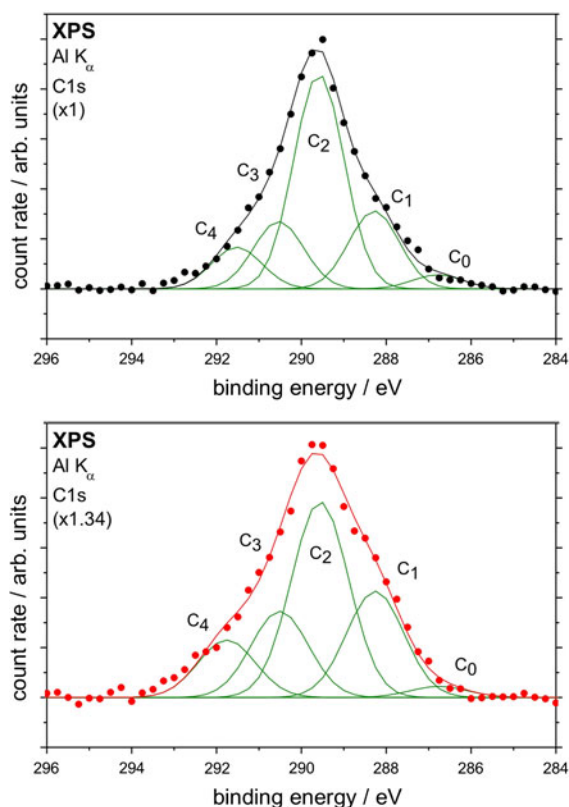 XPS
Al Kα
C1s
(x1)
count rate / arb. units
C4
C3
C2
C1
C0
296 294 292 290 288 286 284
binding energy / eV
XPS
Al Kα
C1s
(x1.34)
count rate / arb. units
C4
C3
C2
C1
C0
296 294 292 290 288 286 284
binding energy / eV